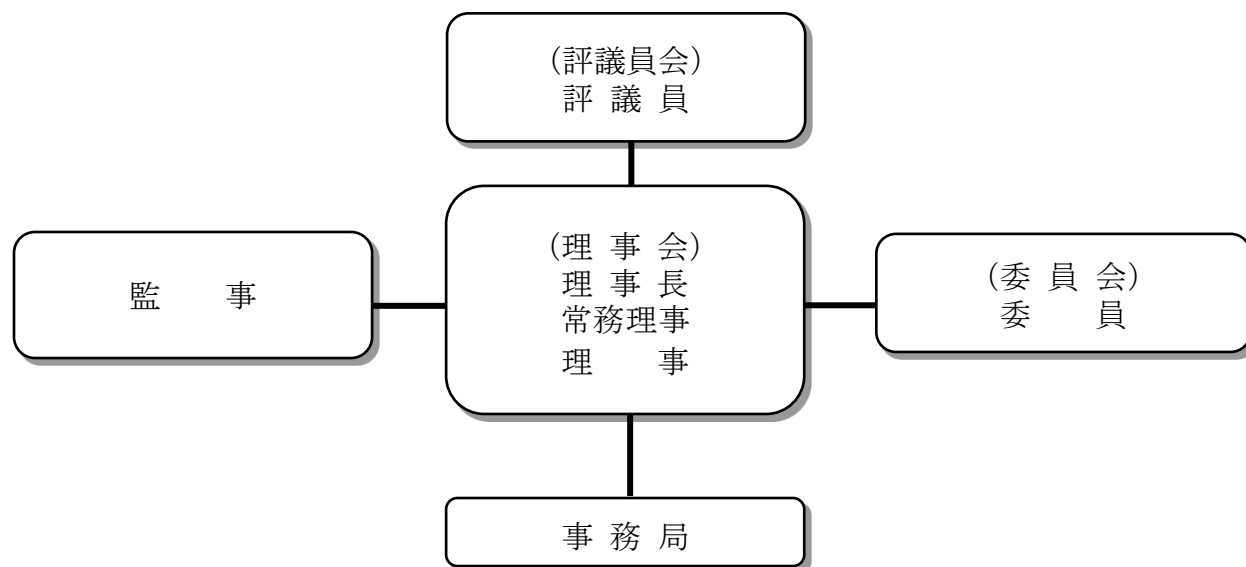 (評議員会)
評 議 員
監　　事
(理 事 会)
理 事 長
常務理事
理　　事
(委 員 会)
委　　員
事 務 局